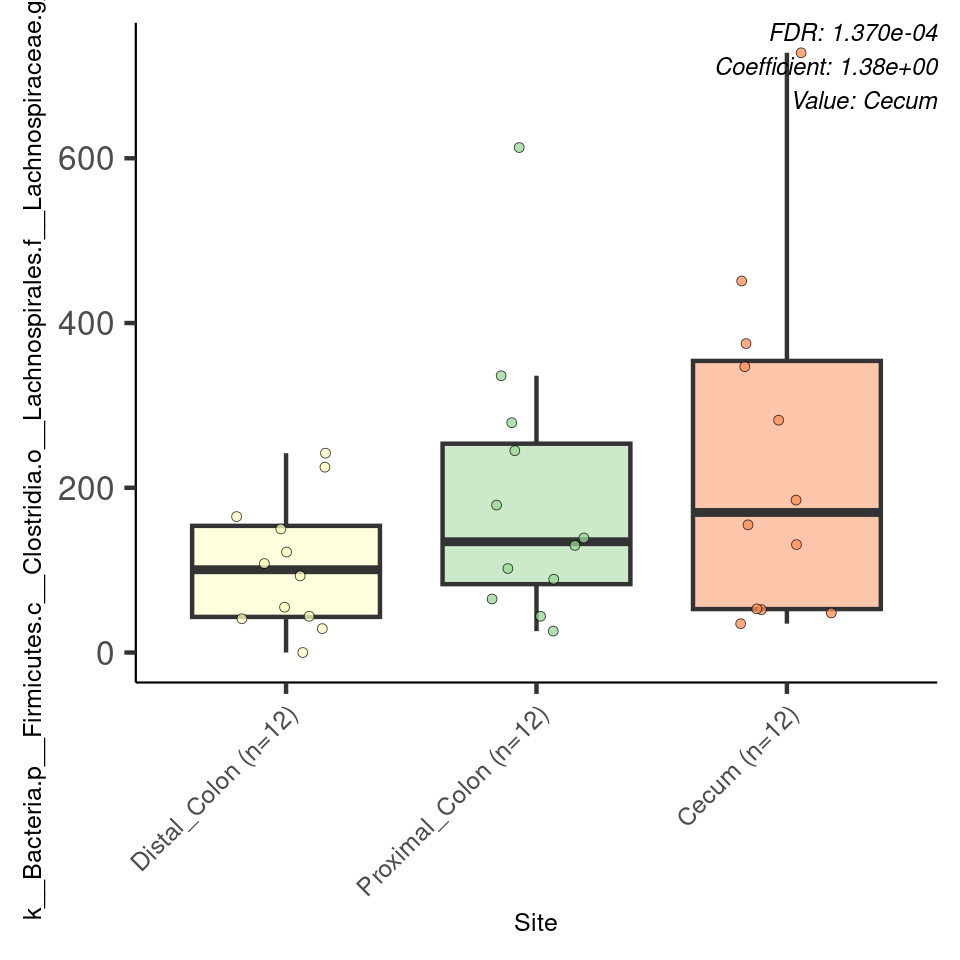 FDR: 1.370e-04
Coefficient: 1.38e+00
Value: Cecum
k__Bacteria.p__Firmicutes.c__Clostridia.o__Lachnospirales.f__Lachnospiraceae.g
600
400
200
0
Distal_Colon (n=12)
Proximal_Colon (n=12)
Cecum (n=12)
Site